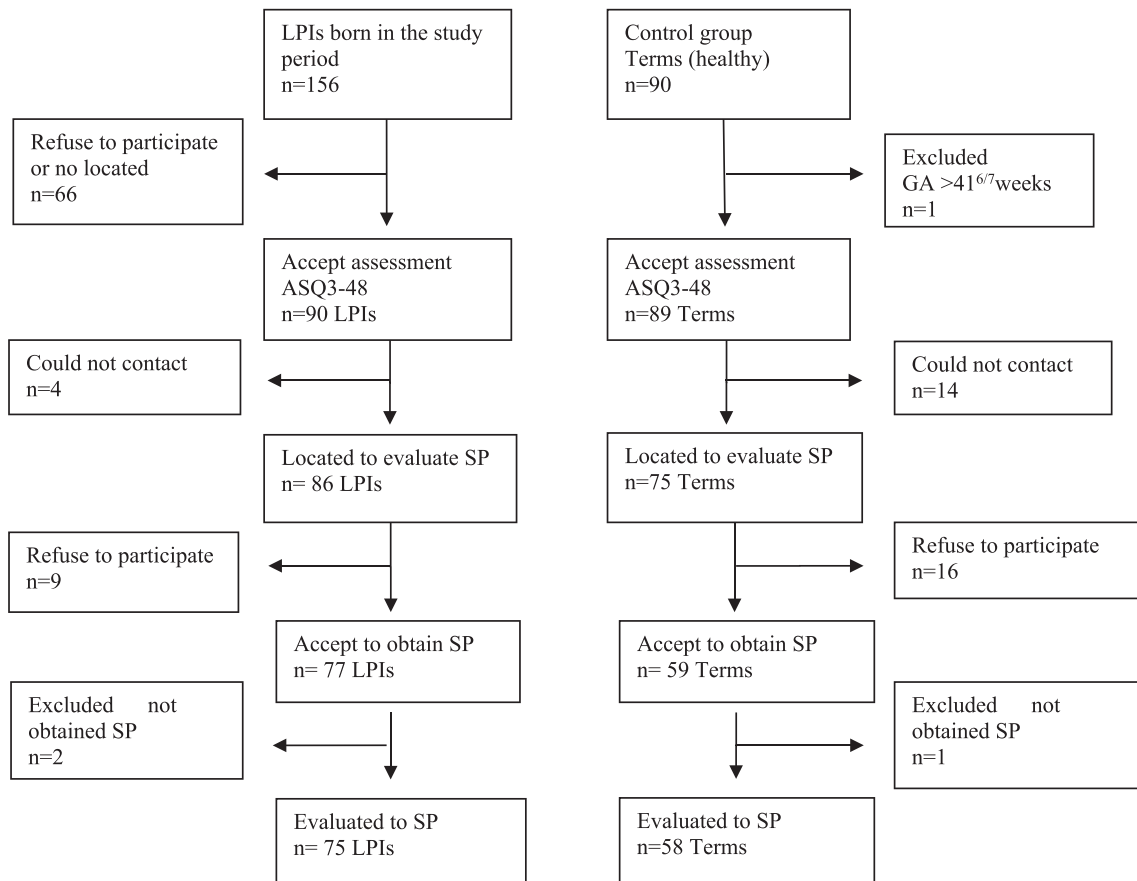 LPIs born in the study
period
n=156
Control group
Terms (healthy)
n=90
Refuse to participate
or no located
n=66
Excluded
GA >41⁶/⁷weeks
n=1
Accept assessment
ASQ3-48
n=90 LPIs
Accept assessment
ASQ3-48
n=89 Terms
Could not contact
n=4
Could not contact
n=14
Located to evaluate SP
n= 86 LPIs
Located to evaluate SP
n=75 Terms
Refuse to participate
n=9
Refuse to participate
n=16
Accept to obtain SP
n= 77 LPIs
Accept to obtain SP
n= 59 Terms
Excluded not
obtained SP
n=2
Excluded not
obtained SP
n=1
Evaluated to SP
n= 75 LPIs
Evaluated to SP
n=58 Terms